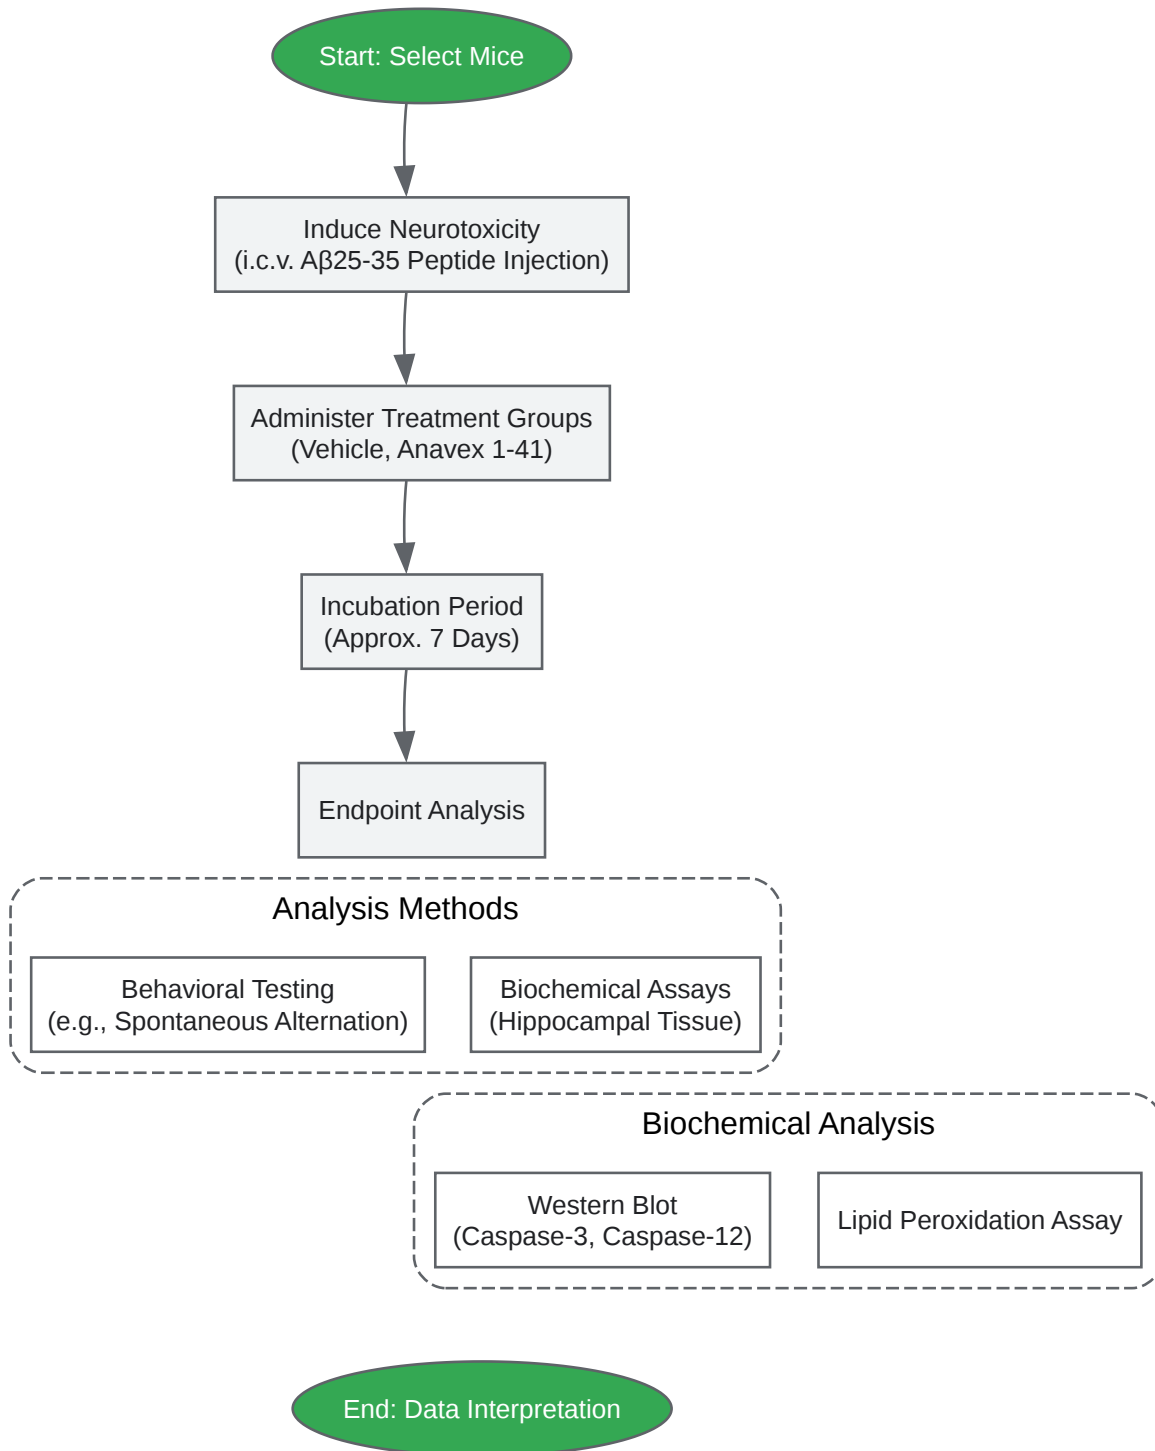 Start: Select Mice
Induce Neurotoxicity
(i.c.v. Aβ25-35 Peptide Injection)
Administer Treatment Groups
(Vehicle, Anavex 1-41)
Incubation Period
(Approx. 7 Days)
Endpoint Analysis
Analysis Methods
Behavioral Testing
(e.g., Spontaneous Alternation)
Biochemical Assays
(Hippocampal Tissue)
Biochemical Analysis
Western Blot
(Caspase-3, Caspase-12)
Lipid Peroxidation Assay
End: Data Interpretation